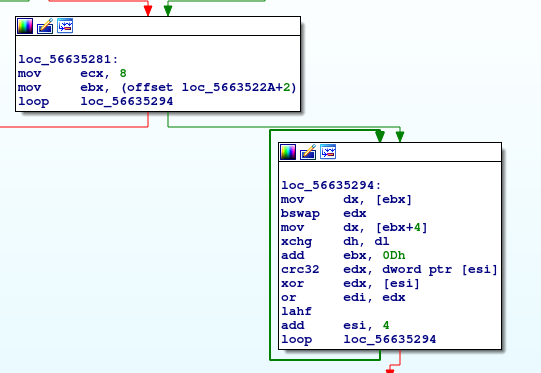 loc_56635281:
mov ecx, 8
mov ebx, (offset loc_5663522A+2)
loop loc_56635294
loc_56635294:
mov dx, [ebx]
bswap edx
mov dx, [ebx+4]
xchg dh, dl
add ebx, 0Dh
crc32 edx, dword ptr [esi]
xor edx, [esi]
or edi, edx
lahf
add esi, 4
loop loc_56635294